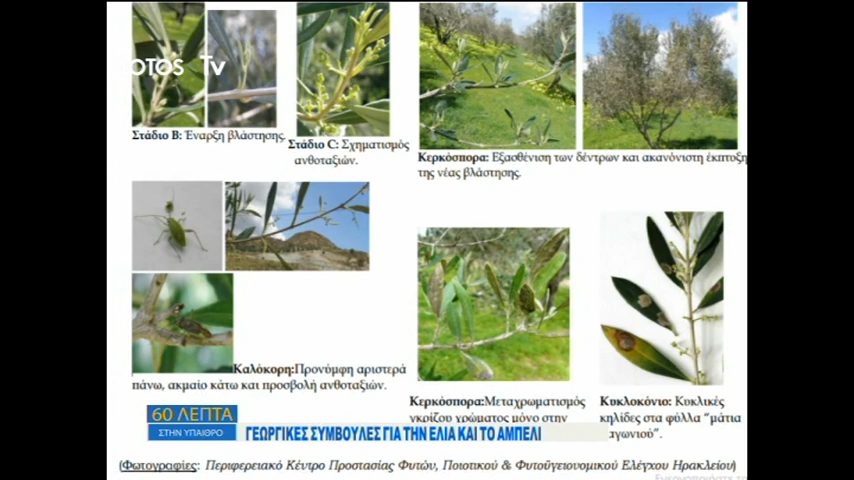 OTOS TV
Στάδιο Β: Έναρξη βλάστησης.
Στάδιο C: Σχηματισμός
ανθοταξιών.
Κερκόσπορα: Εξασθένιση των δέντρων και ακανόνιστη έκπτυξη
της νέας βλάστησης.
Καλόκορη:Προνύμφη αριστερά
πάνω, ακμαίο κάτω και προσβολή ανθοταξιών.
Κερκόσπορα:Μεταχρωματισμός
γκρίζου χρώματος μόνο στην
Κυκλοκόνιο: Κυκλικές
κηλίδες στα φύλλα “μάτια
αγωνιού”.
60 ΛΕΠΤΑ
ΣΤΗΝ ΥΠΑΙΘΡΟ
ΓΕΩΡΓΙΚΕΣ ΣΥΜΒΟΥΛΕΣ ΓΙΑ ΤΗΝ ΕΛΙΑ ΚΑΙ ΤΟ ΑΜΠΕΛΙ
(Φωτογραφίες: Περιφερειακό Κέντρο Προστασίας Φυτών, Ποιοτικού & Φυτοϋγειονομικού Ελέγχου Ηρακλείου)